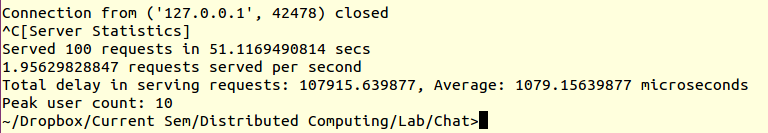 Connection from ('127.0.0.1', 42478) closed
^C[Server Statistics]
Served 100 requests in 51.1169490814 secs
1.95629828847 requests served per second
Total delay in serving requests: 107915.639877, Average: 1079.15639877 microseconds
Peak user count: 10
~/Dropbox/Current Sem/Distributed Computing/Lab/Chat>